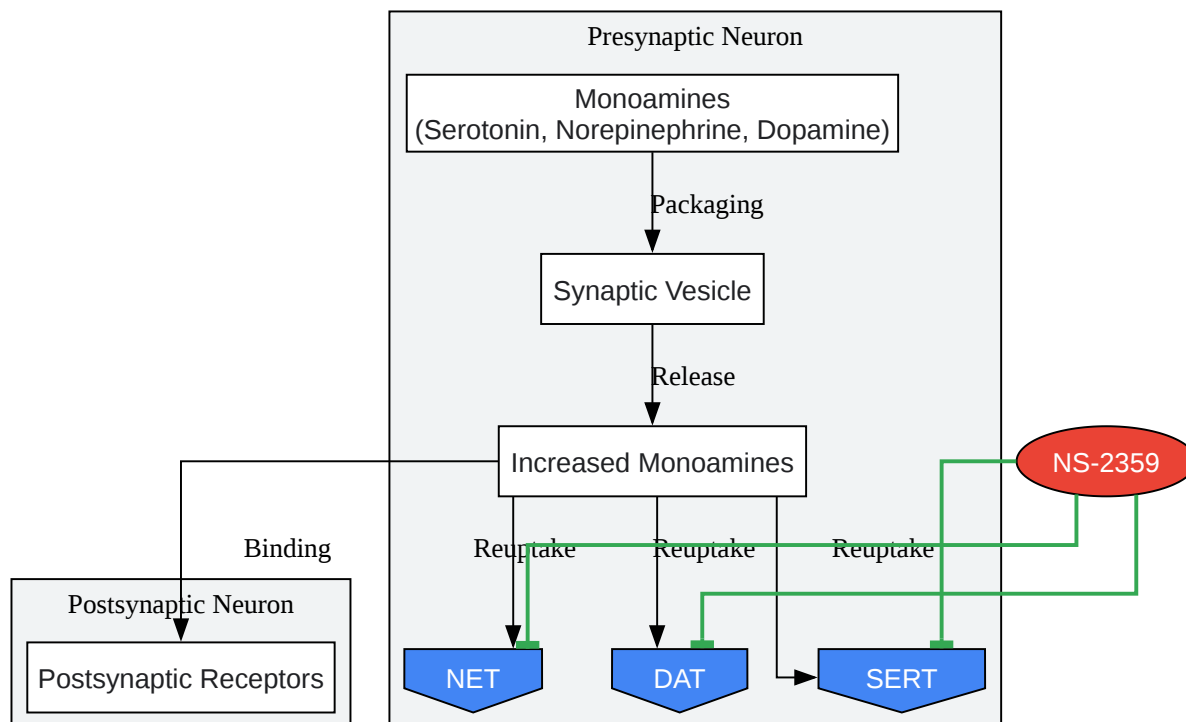 Presynaptic Neuron
Monoamines
(Serotonin, Norepinephrine, Dopamine)
Packaging
Synaptic Vesicle
Release
Increased Monoamines
NS-2359
Binding
Reuptake
Reuptake
Reuptake
Postsynaptic Neuron
Postsynaptic Receptors
NET
DAT
SERT